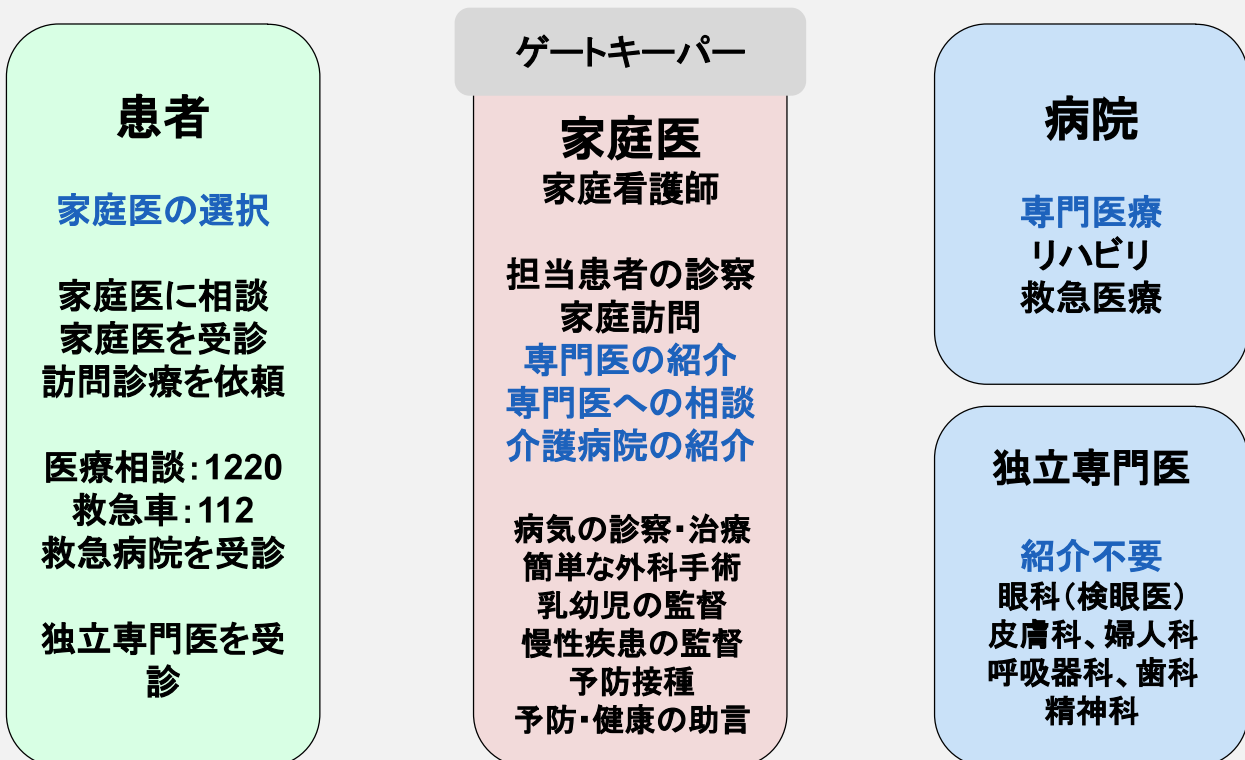 患者
家庭医の選択
家庭医に相談
家庭医を受診
訪問診療を依頼
医療相談：1220
救急車：112
救急病院を受診
独立専門医を受
診
ゲートキーパー
家庭医
家庭看護師
担当患者の診察
家庭訪問
専門医の紹介
専門医への相談
介護病院の紹介
病気の診察・治療
簡単な外科手術
乳幼児の監督
慢性疾患の監督
予防接種
予防・健康の助言
病院
専門医療
リハビリ
救急医療
独立専門医
紹介不要
眼科（検眼医）
皮膚科、婦人科
呼吸器科、歯科
精神科